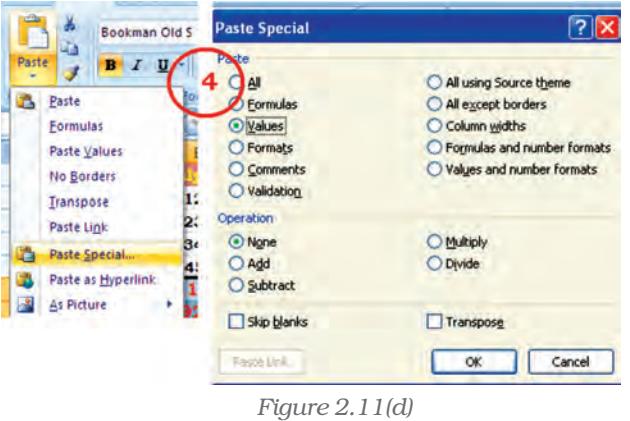 Bookman Old S
Paste
B I U
Paste
Formulas
Paste Values
No Borders
Transpose
Paste Link
Paste Special...
Paste as Hyperlink
As Picture
4
Paste Special
Paste
All
All using Source theme
Formulas
All except borders
Values
Column widths
Formats
Formulas and number formats
Comments
Values and number formats
Validation
Operation
None
Multiply
Add
Divide
Subtract
Skip blanks
Transpose
Paste Link
OK
Cancel
Figure 2.11(d)